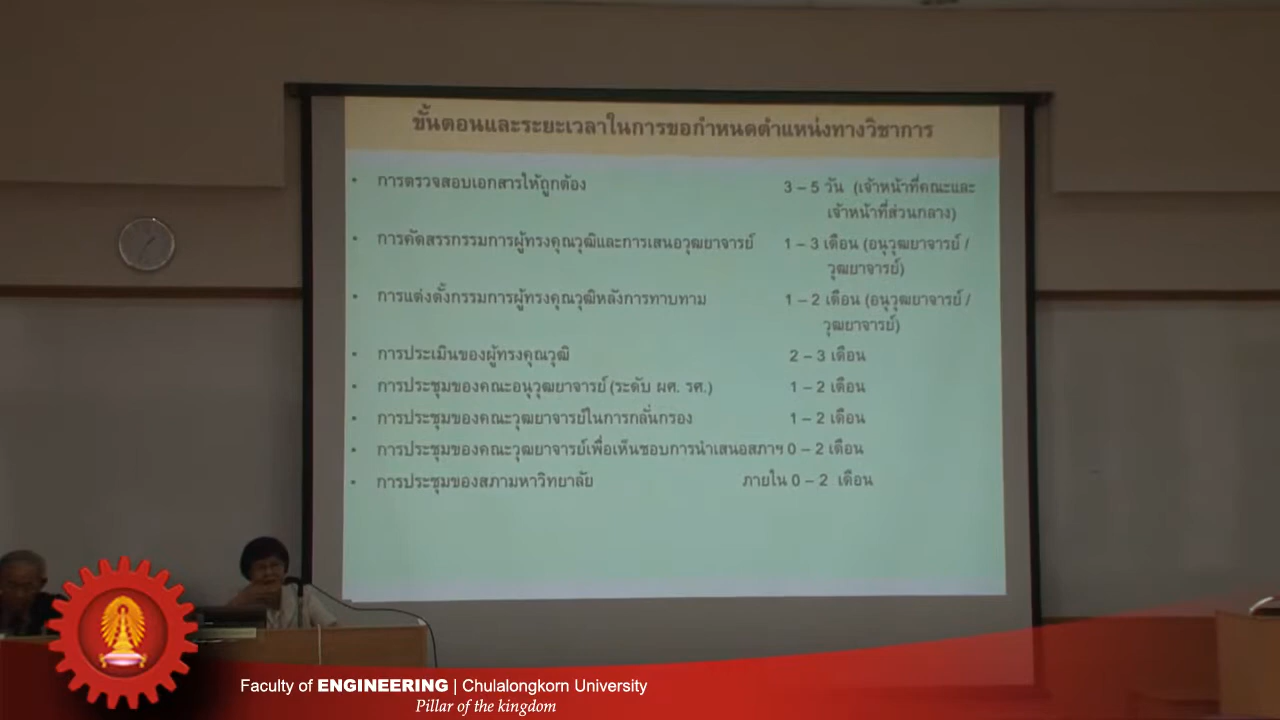 ขั้นตอนและระยะเวลาในการขอกำหนดตำแหน่งทางวิชาการ
• การตรวจสอบเอกสารให้ถูกต้อง 3 – 5 วัน (เจ้าหน้าที่คณะและ
เจ้าหน้าที่ส่วนกลาง)
• การคัดสรรกรรมการผู้ทรงคุณวุฒิและการเสนอวุฒยาจารย์ 1 – 3 เดือน (อนุวุฒยาจารย์ /
วุฒยาจารย์)
• การแต่งตั้งกรรมการผู้ทรงคุณวุฒิหลังการทาบทาม 1 – 2 เดือน (อนุวุฒยาจารย์ /
วุฒยาจารย์)
• การประเมินของผู้ทรงคุณวุฒิ 2 – 3 เดือน
• การประชุมของคณะอนุวุฒยาจารย์ (ระดับ ผศ. รศ.) 1 – 2 เดือน
• การประชุมของคณะวุฒยาจารย์ในการกลั่นกรอง 1 – 2 เดือน
• การประชุมของคณะวุฒยาจารย์เพื่อเห็นชอบการนำเสนอสภาฯ 0 – 2 เดือน
• การประชุมของสภามหาวิทยาลัย ภายใน 0 – 2 เดือน
Faculty of ENGINEERING | Chulalongkorn University
Pillar of the kingdom